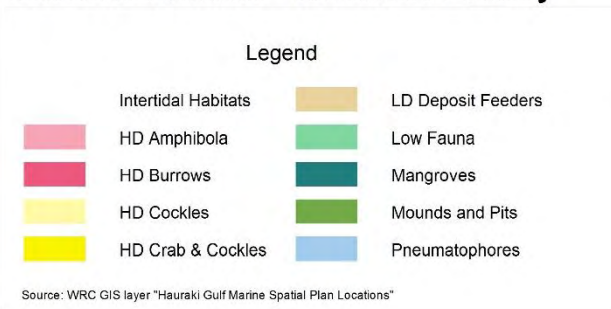 Legend
Intertidal Habitats
HD Amphibola
HD Burrows
HD Cockles
HD Crab & Cockles
LD Deposit Feeders
Low Fauna
Mangroves
Mounds and Pits
Pneumatophores
Source: WRC GIS layer "Hauraki Gulf Marine Spatial Plan Locations"